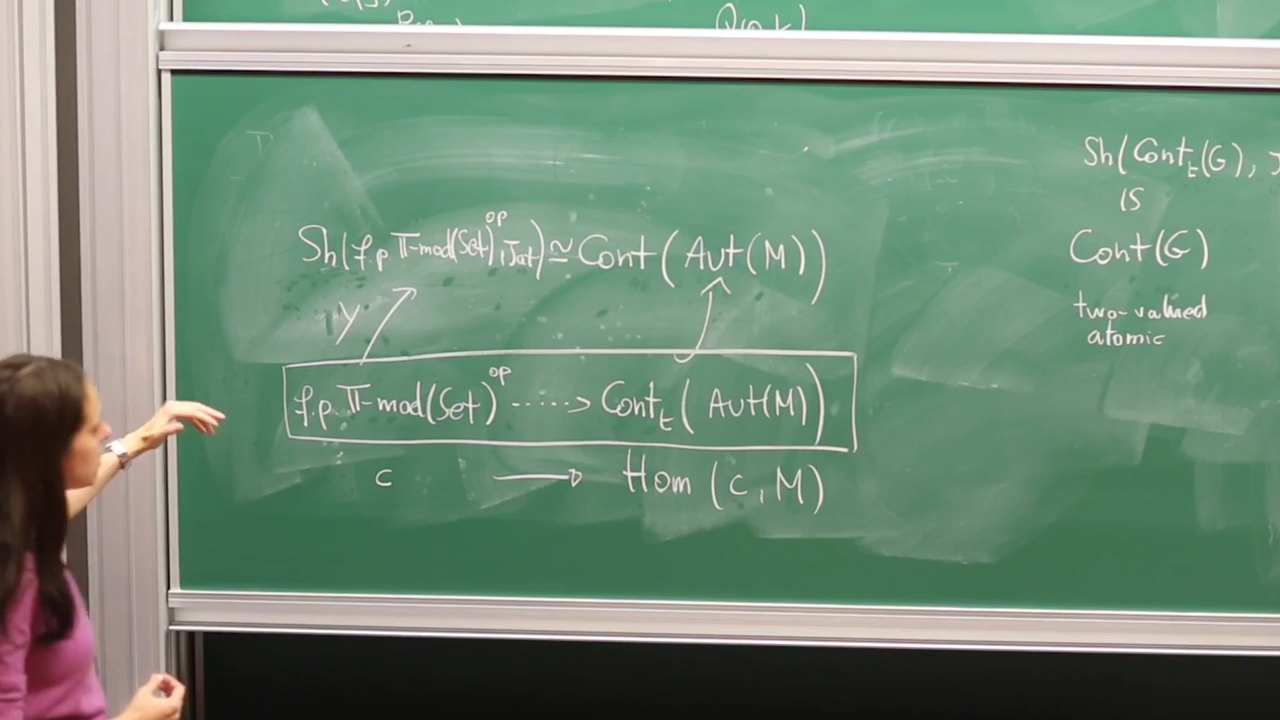 Sh(f.p 𝕋-mod(Set)^op, J_at) ≃ Cont(Aut(M))
y
f.p. 𝕋-mod(Set)^op ⋯⋯> Cont_t(Aut(M))
c ⟶ Hom(c, M)
Sh(Cont_t(G), J
IS
Cont(G)
two-valued
atomic